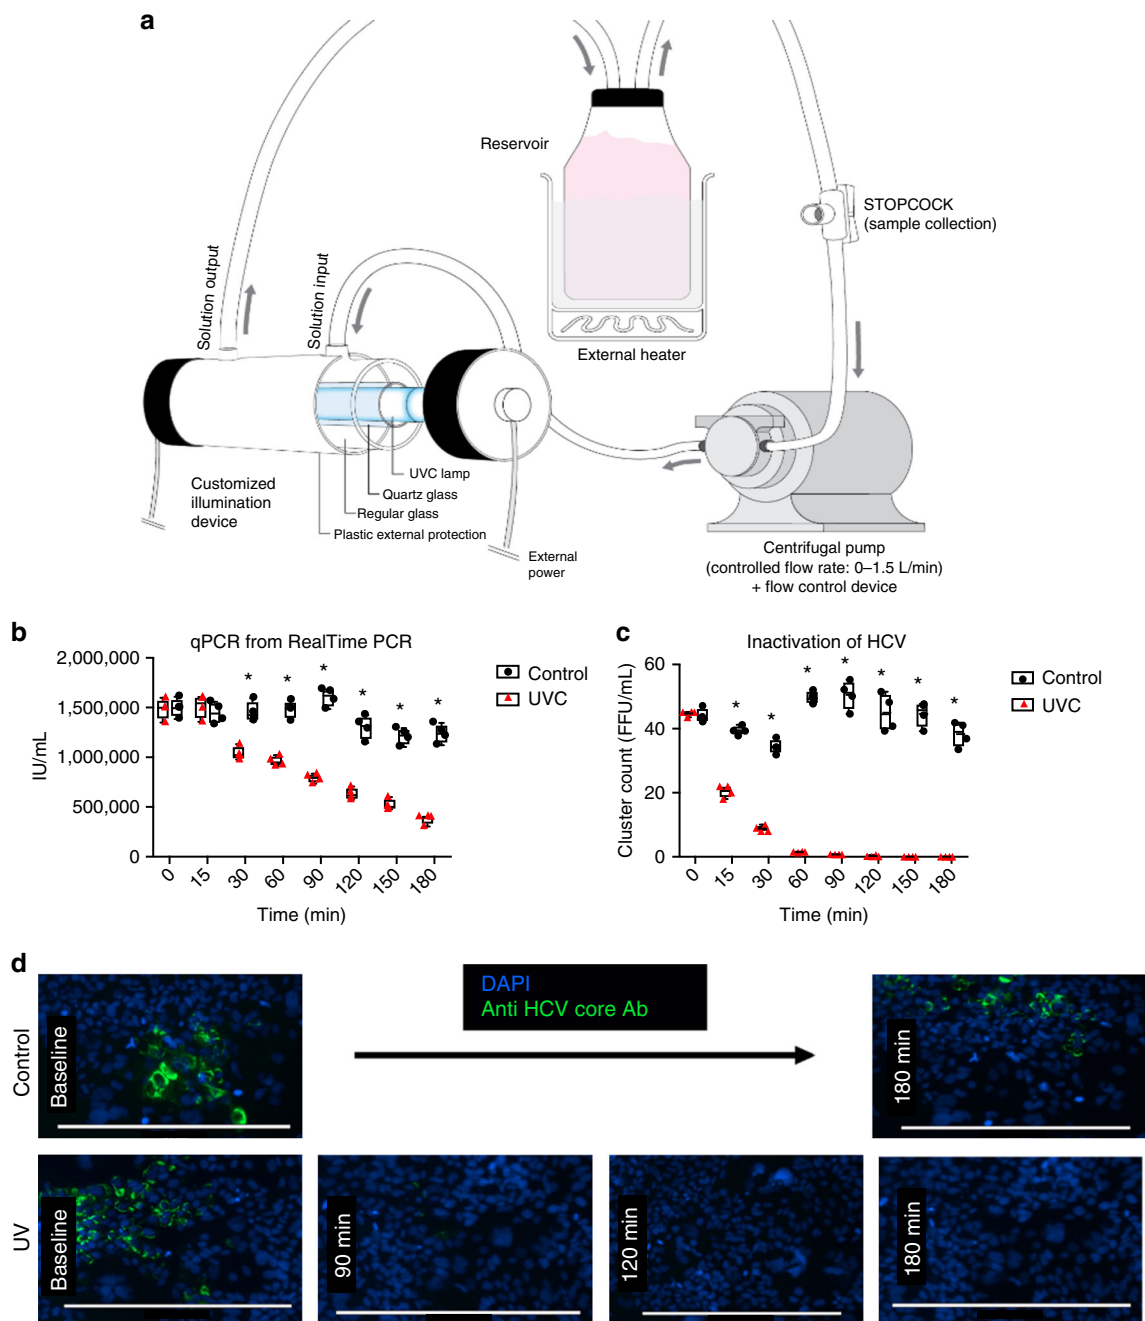 a
Reservoir
STOPCOCK
(sample collection)
Solution output
Solution input
External heater
UVC lamp
Quartz glass
Regular glass
Plastic external protection
Customized
illumination
device
External
power
Centrifugal pump
(controlled flow rate: 0–1.5 L/min)
+ flow control device
b
qPCR from RealTime PCR
IU/mL
2,000,000
1,500,000
1,000,000
500,000
0
* * * * * *
Control
UVC
0 15 30 60 90 120 150 180
Time (min)
c
Inactivation of HCV
Cluster count (FFU/mL)
60
40
20
0
* * * * * * *
Control
UVC
0 15 30 60 90 120 150 180
Time (min)
d
DAPI
Anti HCV core Ab
Control
Baseline
180 min
UV
Baseline
90 min
120 min
180 min